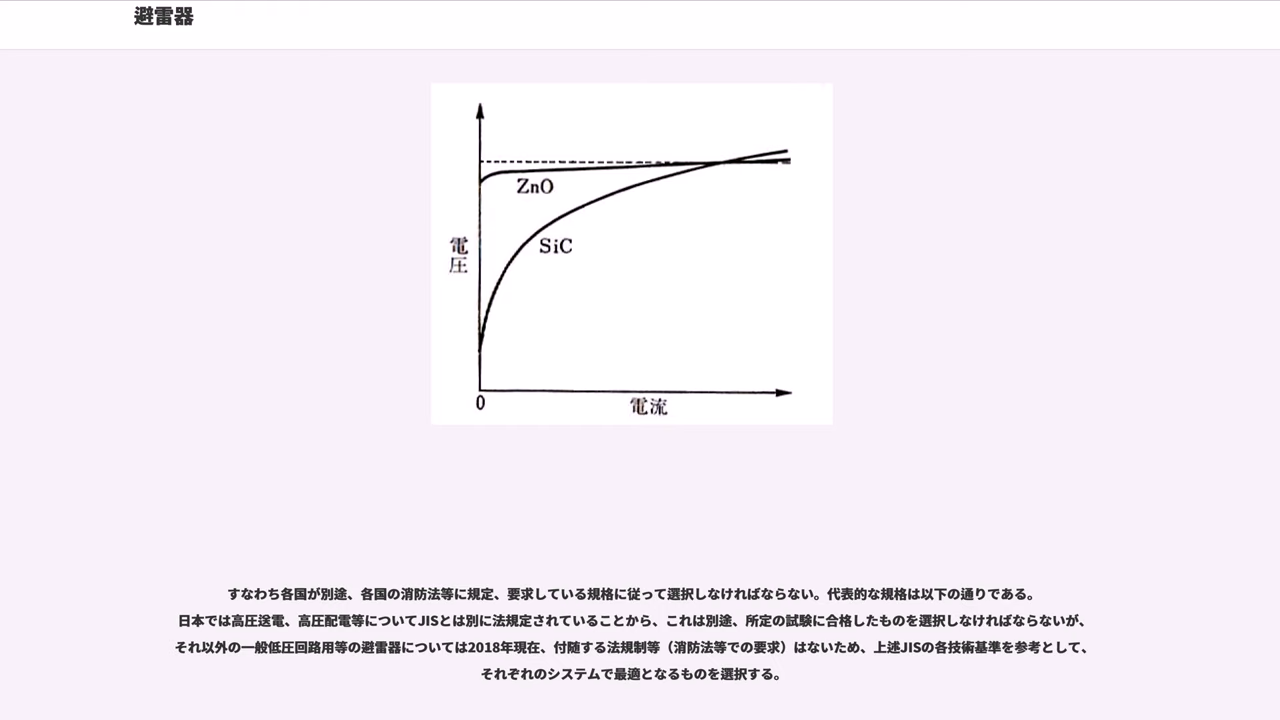 避雷器
ZnO
SiC
電圧
0
電流
すなわち各国が別途、各国の消防法等に規定、要求している規格に従って選択しなければならない。代表的な規格は以下の通りである。
日本では高圧送電、高圧配電等についてJISとは別に法規定されていることから、これは別途、所定の試験に合格したものを選択しなければならないが、
それ以外の一般低圧回路用等の避雷器については2018年現在、付随する法規制等（消防法等での要求）はないため、上述JISの各技術基準を参考として、
それぞれのシステムで最適となるものを選択する。